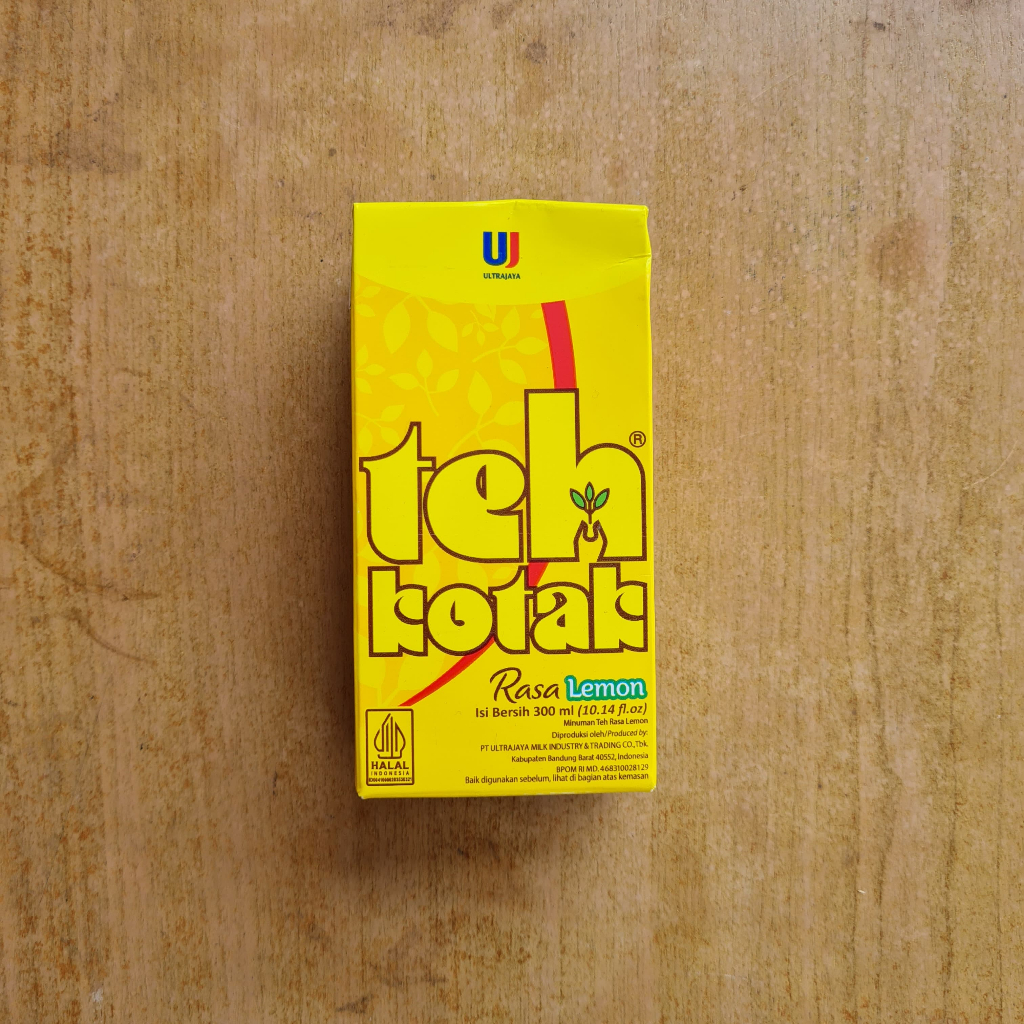 UJ
ULTRAJAYA
teh ®
kotak
Rasa Lemon
Isi Bersih 300 ml (10.14 fl.oz)
Minuman Teh Rasa Lemon
Diproduksi oleh/Produced by:
PT ULTRAJAYA MILK INDUSTRY & TRADING CO.,Tbk.
Kabupaten Bandung Barat 40552, Indonesia
BPOM RI MD. 468310028129
Baik digunakan sebelum, lihat di bagian atas kemasan
HALAL
INDONESIA